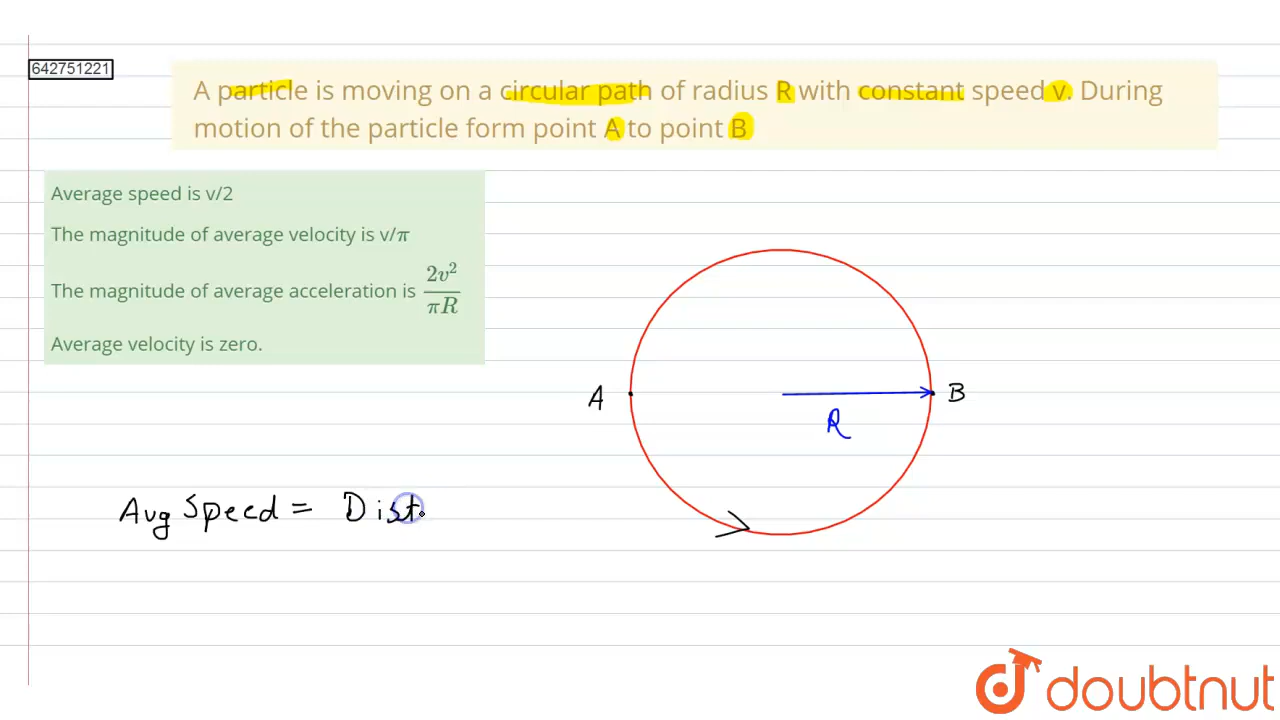 642751221
A particle is moving on a circular path of radius R with constant speed v. During
motion of the particle form point A to point B
Average speed is v/2
The magnitude of average velocity is v/π
The magnitude of average acceleration is 2v²/πR
Average velocity is zero.
A
B
R
Avg Speed = Dist.
doubtnut